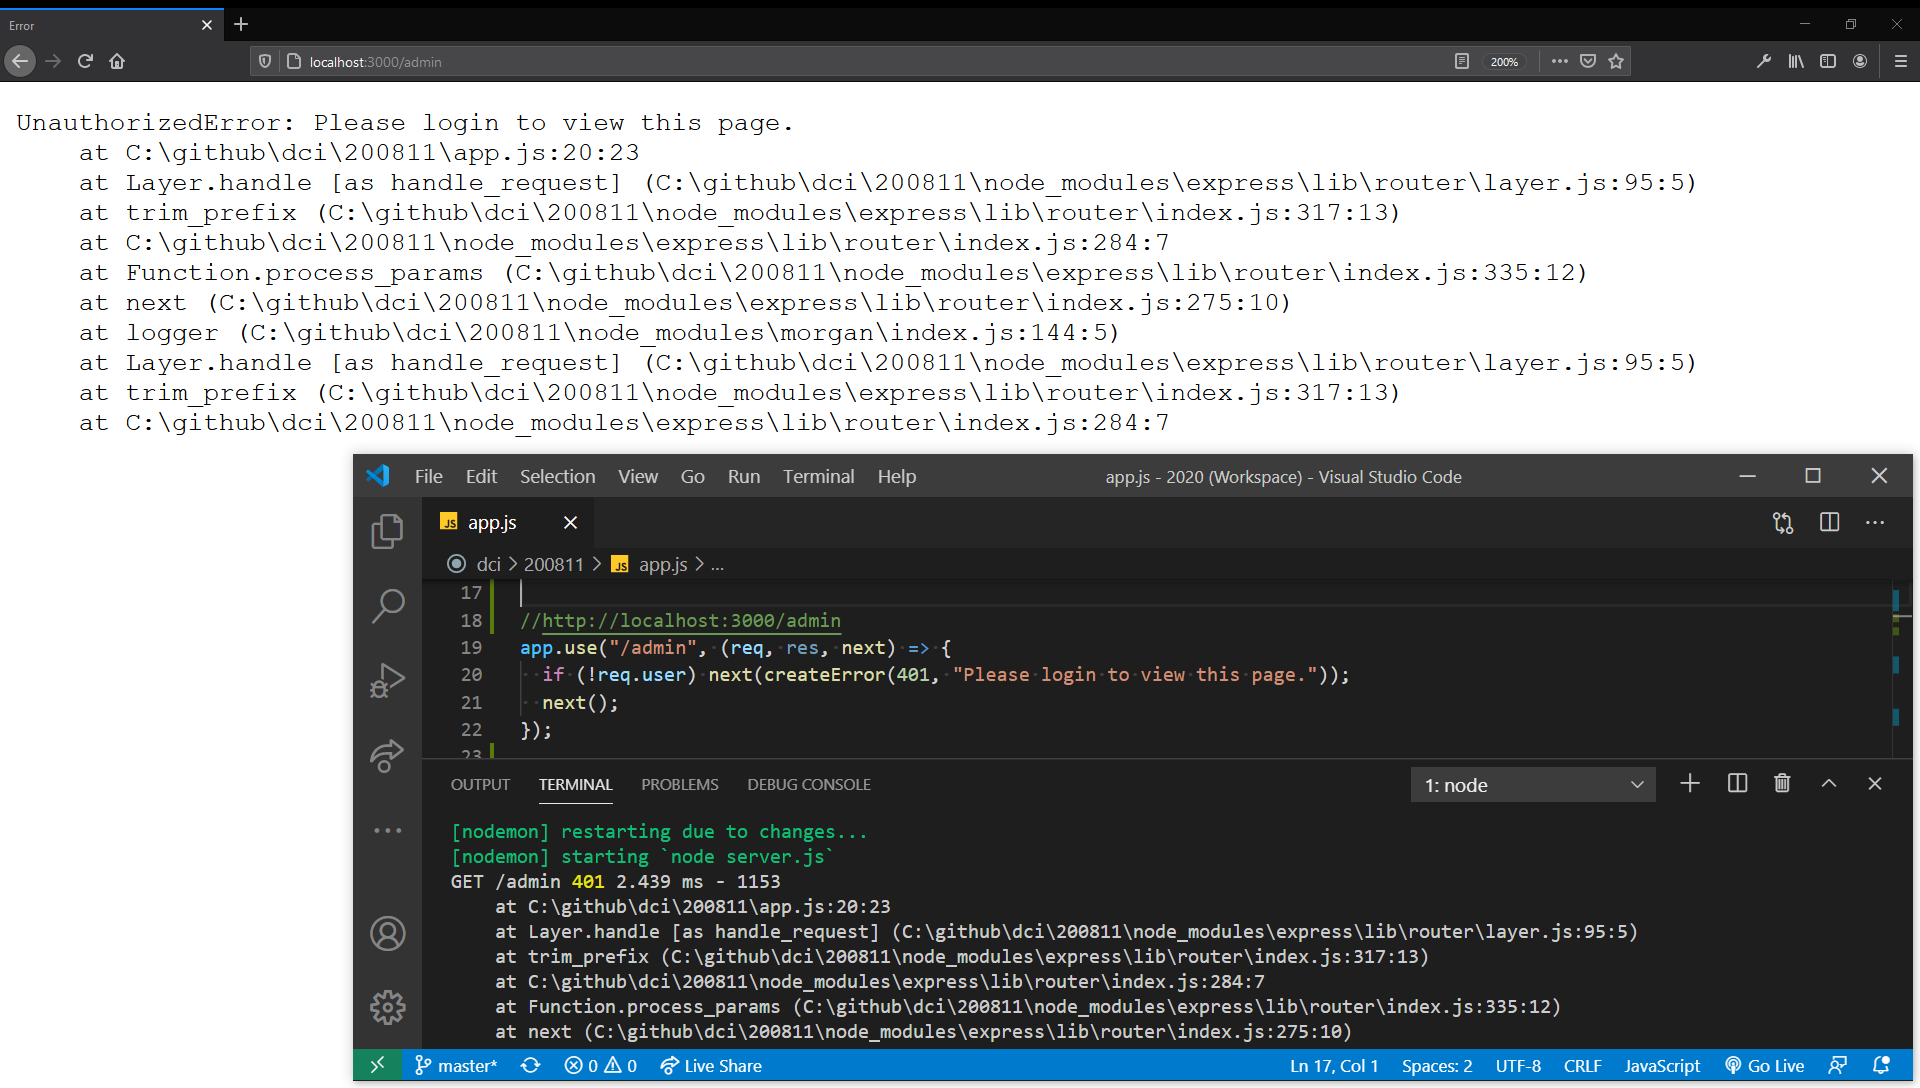 Error
localhost:3000/admin
200%
UnauthorizedError: Please login to view this page.
at C:\github\dci\200811\app.js:20:23
at Layer.handle [as handle_request] (C:\github\dci\200811\node_modules\express\lib\router\layer.js:95:5)
at trim_prefix (C:\github\dci\200811\node_modules\express\lib\router\index.js:317:13)
at C:\github\dci\200811\node_modules\express\lib\router\index.js:284:7
at Function.process_params (C:\github\dci\200811\node_modules\express\lib\router\index.js:335:12)
at next (C:\github\dci\200811\node_modules\express\lib\router\index.js:275:10)
at logger (C:\github\dci\200811\node_modules\morgan\index.js:144:5)
at Layer.handle [as handle_request] (C:\github\dci\200811\node_modules\express\lib\router\layer.js:95:5)
at trim_prefix (C:\github\dci\200811\node_modules\express\lib\router\index.js:317:13)
at C:\github\dci\200811\node_modules\express\lib\router\index.js:284:7
File Edit Selection View Go Run Terminal Help app.js - 2020 (Workspace) - Visual Studio Code
JS app.js
dci > 200811 > JS app.js > ...
17
18 //http://localhost:3000/admin
19 app.use("/admin", (req, res, next) => {
20 if (!req.user) next(createError(401, "Please login to view this page."));
21 next();
22 });
23
OUTPUT TERMINAL PROBLEMS DEBUG CONSOLE 1: node
[nodemon] restarting due to changes...
[nodemon] starting `node server.js`
GET /admin 401 2.439 ms - 1153
at C:\github\dci\200811\app.js:20:23
at Layer.handle [as handle_request] (C:\github\dci\200811\node_modules\express\lib\router\layer.js:95:5)
at trim_prefix (C:\github\dci\200811\node_modules\express\lib\router\index.js:317:13)
at C:\github\dci\200811\node_modules\express\lib\router\index.js:284:7
at Function.process_params (C:\github\dci\200811\node_modules\express\lib\router\index.js:335:12)
at next (C:\github\dci\200811\node_modules\express\lib\router\index.js:275:10)
master* 0 0 Live Share Ln 17, Col 1 Spaces: 2 UTF-8 CRLF JavaScript Go Live